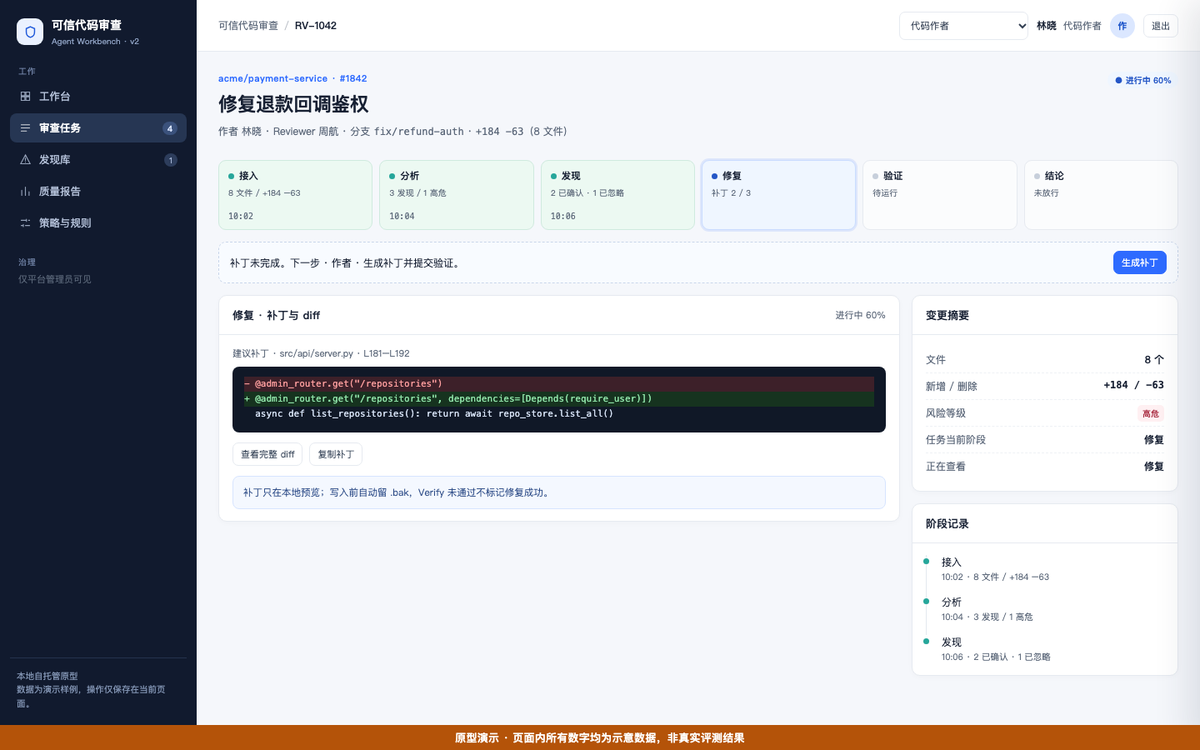 可信代码审查
Agent Workbench · v2
工作
工作台
审查任务 4
发现库 1
质量报告
策略与规则
治理
仅平台管理员可见
本地自托管原型
数据为演示样例，操作仅保存在当前页
面。
可信代码审查 / RV-1042
代码作者
林晓 代码作者 作 退出
acme/payment-service · #1842
进行中 60%
修复退款回调鉴权
作者 林晓 · Reviewer 周航 · 分支 fix/refund-auth · +184 −63 (8 文件)
接入
8 文件 / +184 −63
10:02
分析
3 发现 / 1 高危
10:04
发现
2 已确认 · 1 已忽略
10:06
修复
补丁 2 / 3
验证
待运行
结论
未放行
补丁未完成。下一步 · 作者 · 生成补丁并提交验证。
生成补丁
修复 · 补丁与 diff
进行中 60%
建议补丁 · src/api/server.py · L181–L192
− @admin_router.get("/repositories")
+ @admin_router.get("/repositories", dependencies=[Depends(require_user)])
async def list_repositories(): return await repo_store.list_all()
查看完整 diff
复制补丁
补丁只在本地预览；写入前自动留 .bak，Verify 未通过不标记修复成功。
变更摘要
文件 8 个
新增 / 删除 +184 / −63
风险等级 高危
任务当前阶段 修复
正在查看 修复
阶段记录
接入
10:02 · 8 文件 / +184 −63
分析
10:04 · 3 发现 / 1 高危
发现
10:06 · 2 已确认 · 1 已忽略
原型演示 · 页面内所有数字均为示意数据，非真实评测结果